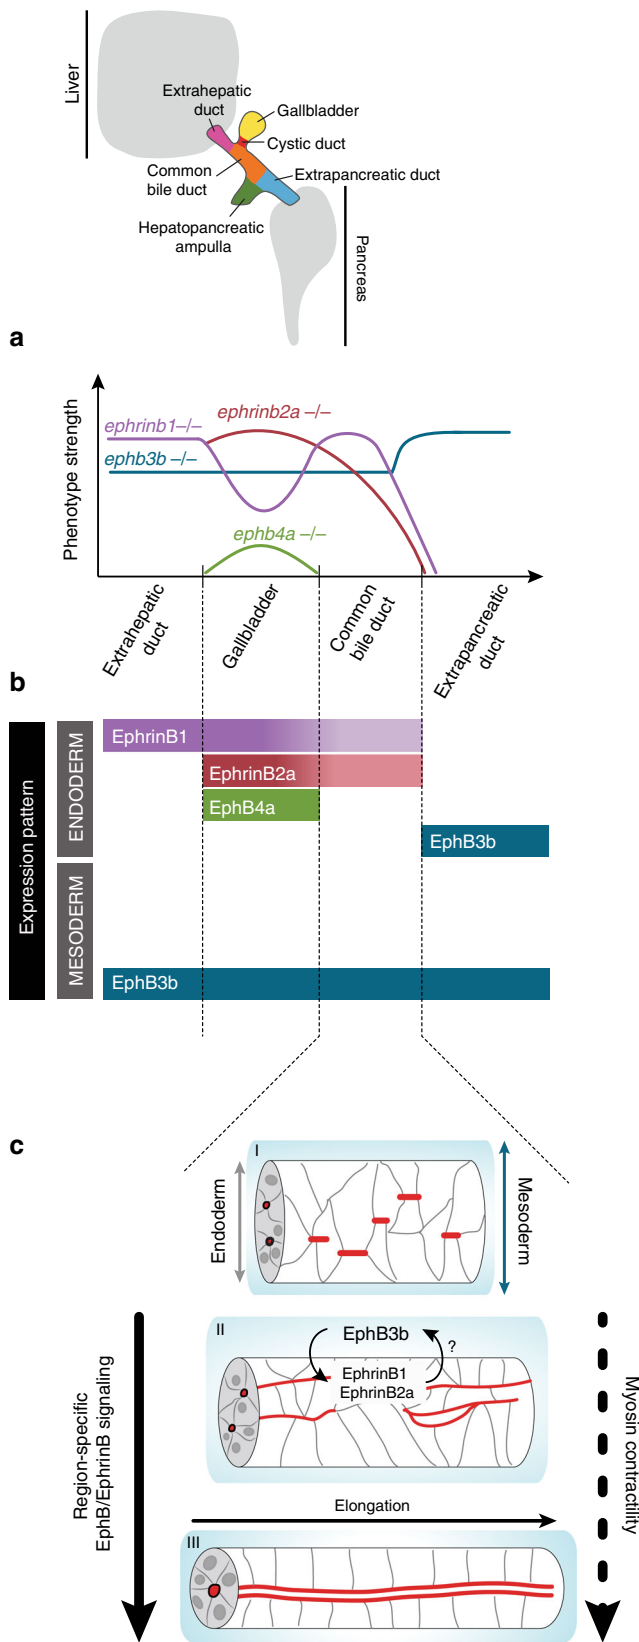 Liver
Extrahepatic
duct
Gallbladder
Cystic duct
Common
bile duct
Extrapancreatic duct
Hepatopancreatic
ampulla
Pancreas
a
Phenotype strength
ephrinb1–/–
ephrinb2a –/–
ephb3b –/–
ephb4a –/–
Extrahepatic
duct
Gallbladder
Common
bile duct
Extrapancreatic
duct
b
Expression pattern
ENDODERM
MESODERM
EphrinB1
EphrinB2a
EphB4a
EphB3b
EphB3b
c
I
Endoderm
Mesoderm
II
EphB3b
?
EphrinB1
EphrinB2a
Region-specific
EphB/EphrinB signaling
Myosin contractility
Elongation
III